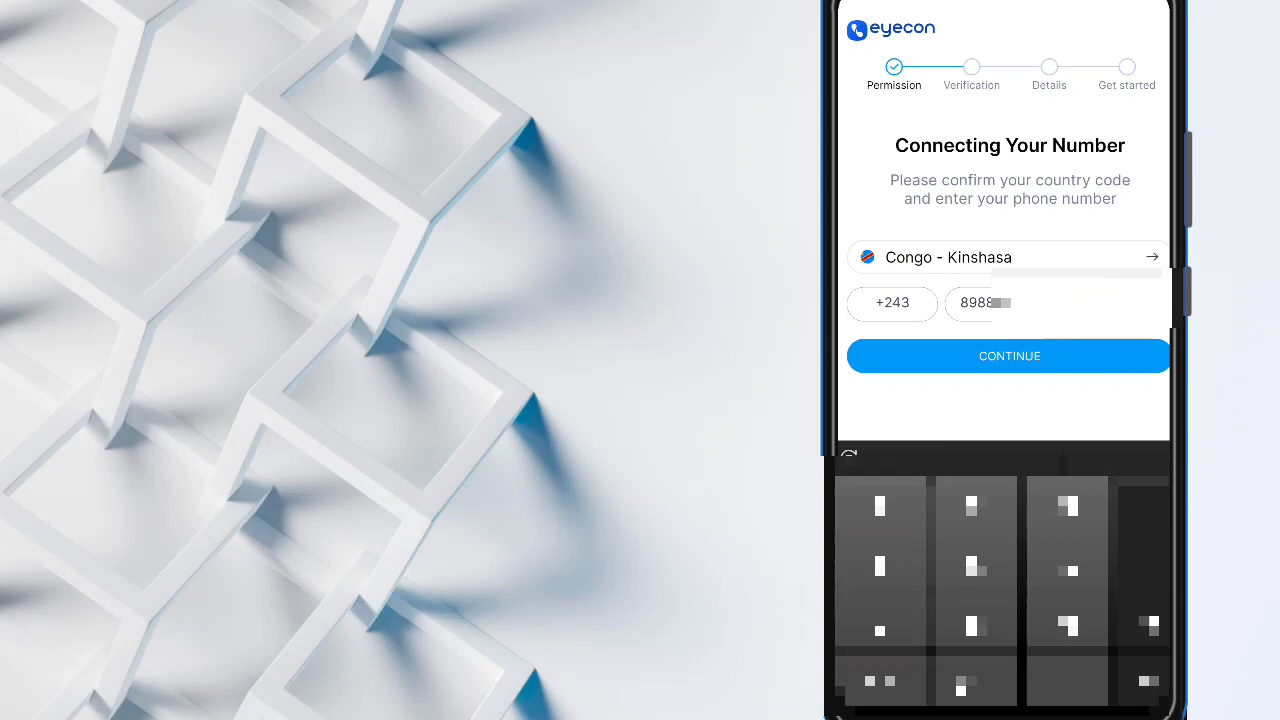 eyecon
Permission Verification Details Get started
Connecting Your Number
Please confirm your country code
and enter your phone number
Congo - Kinshasa
+243 8988
CONTINUE